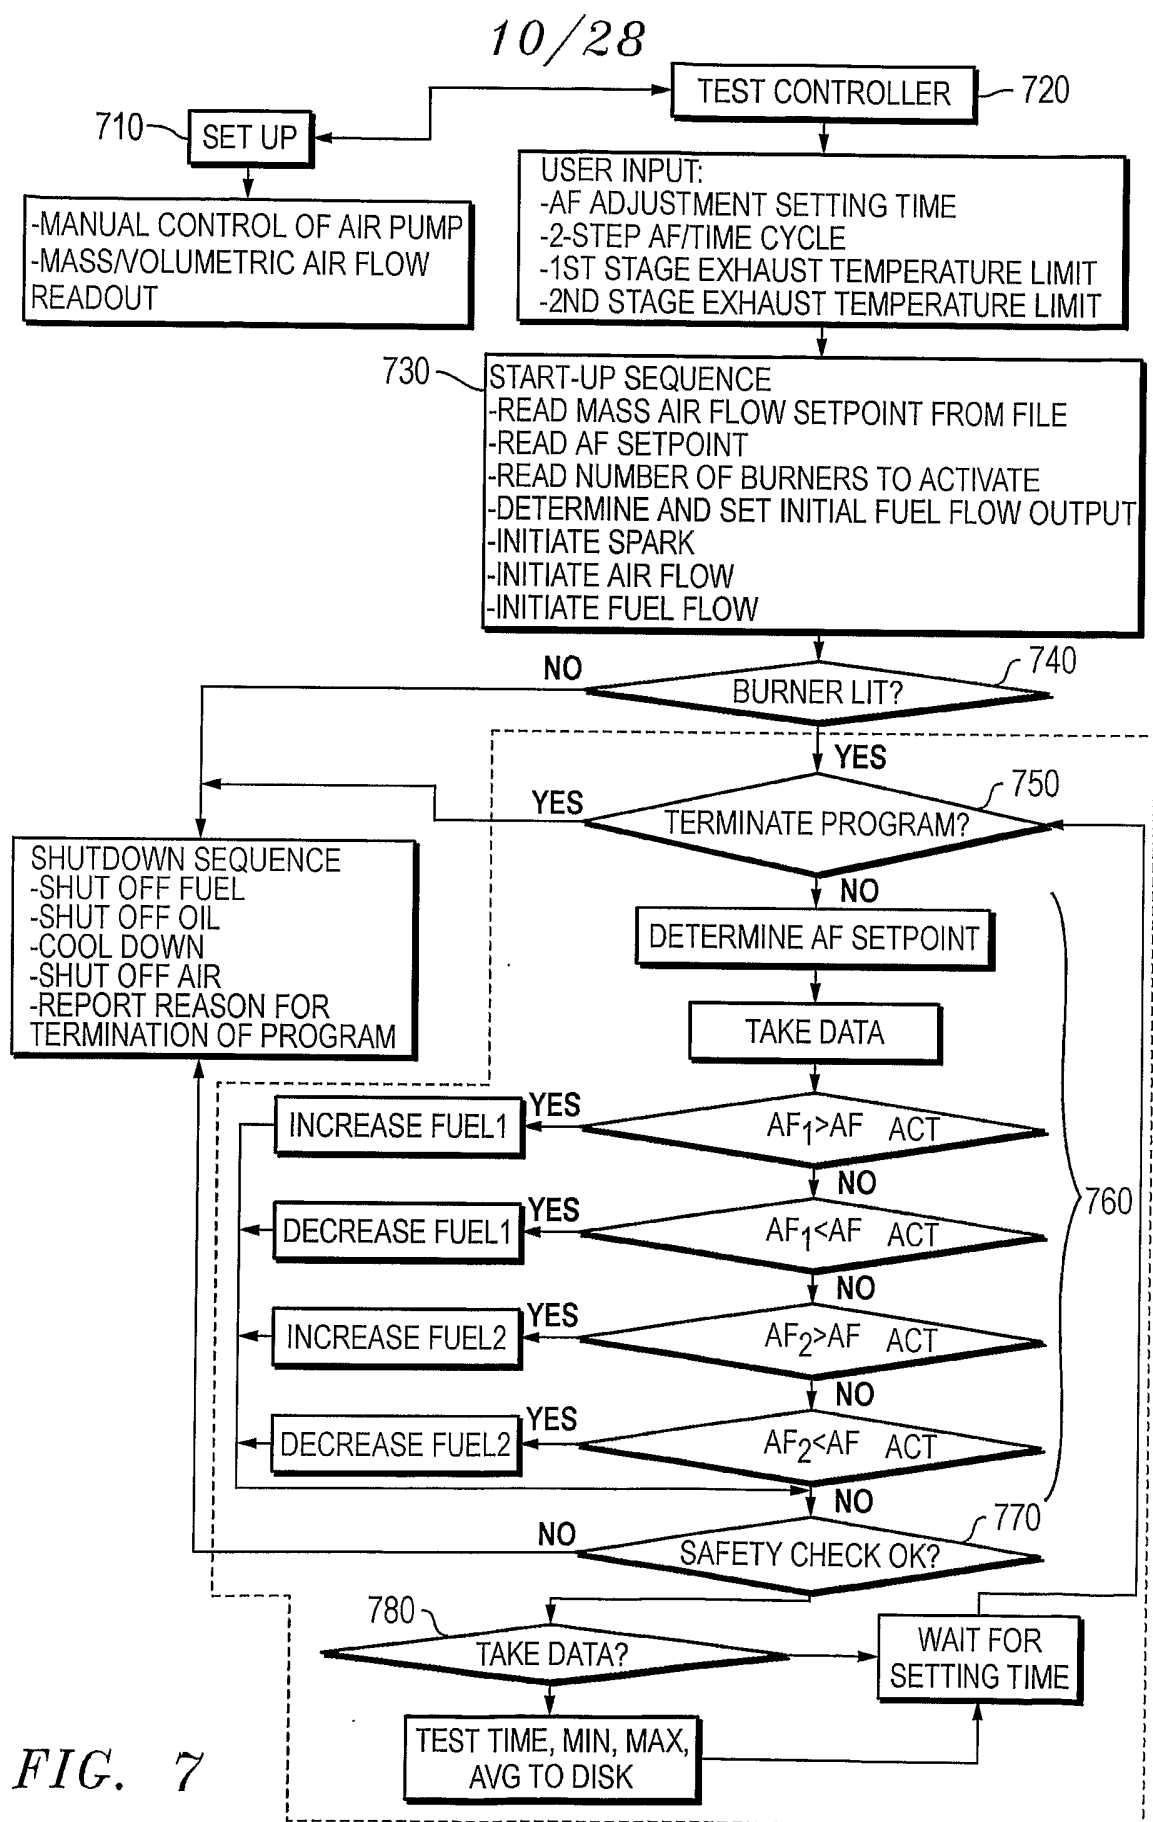 10/28
TEST CONTROLLER
720
710
SET UP
-MANUAL CONTROL OF AIR PUMP
-MASS/VOLUMETRIC AIR FLOW
READOUT
USER INPUT:
-AF ADJUSTMENT SETTING TIME
-2-STEP AF/TIME CYCLE
-1ST STAGE EXHAUST TEMPERATURE LIMIT
-2ND STAGE EXHAUST TEMPERATURE LIMIT
730
START-UP SEQUENCE
-READ MASS AIR FLOW SETPOINT FROM FILE
-READ AF SETPOINT
-READ NUMBER OF BURNERS TO ACTIVATE
-DETERMINE AND SET INITIAL FUEL FLOW OUTPUT
-INITIATE SPARK
-INITIATE AIR FLOW
-INITIATE FUEL FLOW
NO
740
BURNER LIT?
YES
750
YES
TERMINATE PROGRAM?
NO
SHUTDOWN SEQUENCE
-SHUT OFF FUEL
-SHUT OFF OIL
-COOL DOWN
-SHUT OFF AIR
-REPORT REASON FOR
TERMINATION OF PROGRAM
DETERMINE AF SETPOINT
TAKE DATA
INCREASE FUEL1
YES
AF1>AF ACT
NO
760
DECREASE FUEL1
YES
AF1<AF ACT
NO
INCREASE FUEL2
YES
AF2>AF ACT
NO
DECREASE FUEL2
YES
AF2<AF ACT
NO
770
NO
SAFETY CHECK OK?
780
TAKE DATA?
WAIT FOR
SETTING TIME
TEST TIME, MIN, MAX,
AVG TO DISK
FIG. 7